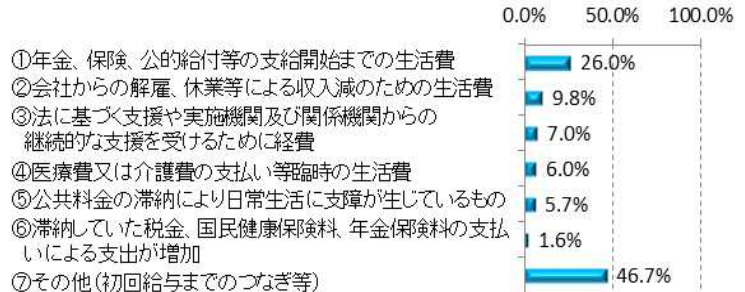 0.0% 50.0% 100.0%
①年金、保険、公的給付等の支給開始までの生活費 26.0%
②会社からの解雇、休業等による収入減のための生活費 9.8%
③法に基づく支援や実施機関及び関係機関からの
継続的な支援を受けるために経費 7.0%
④医療費又は介護費の支払い等臨時の生活費 6.0%
⑤公共料金の滞納により日常生活に支障が生じているもの 5.7%
⑥滞納していた税金、国民健康保険料、年金保険料の支払
いによる支出が増加 1.6%
⑦その他(初回給与までのつなぎ等) 46.7%